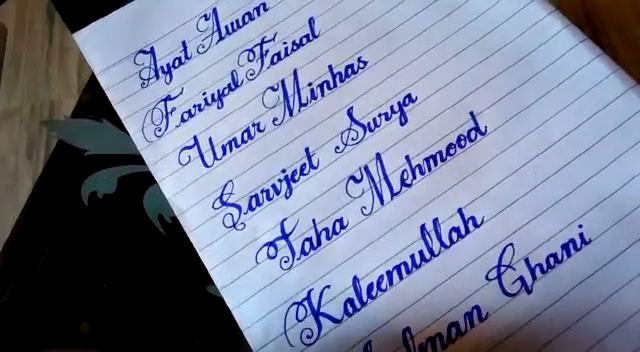 Ayat Awan
Fariyal Faisal
Umar Minhas
Sarvjeet Surya
Taha Mehmood
Kaleemullah
Ghani